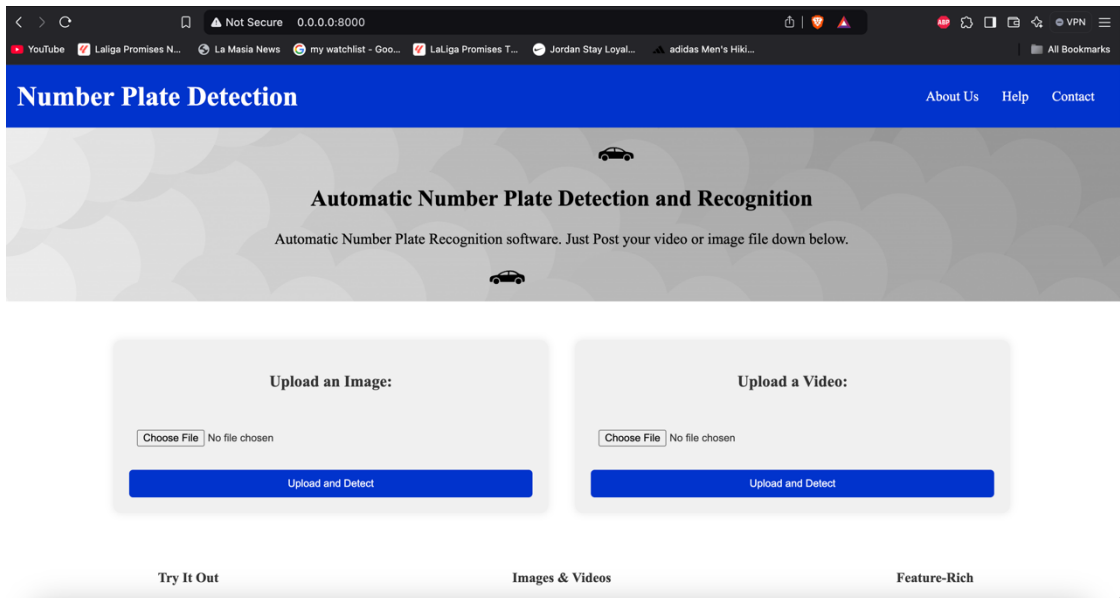 Not Secure 0.0.0.0:8000 ABP VPN
YouTube Laliga Promises N... La Masia News my watchlist - Goo... LaLiga Promises T... Jordan Stay Loyal... adidas Men's Hiki... All Bookmarks
Number Plate Detection About Us Help Contact
Automatic Number Plate Detection and Recognition
Automatic Number Plate Recognition software. Just Post your video or image file down below.
Upload an Image: Upload a Video:
Choose File No file chosen Choose File No file chosen
Upload and Detect Upload and Detect
Try It Out Images & Videos Feature-Rich